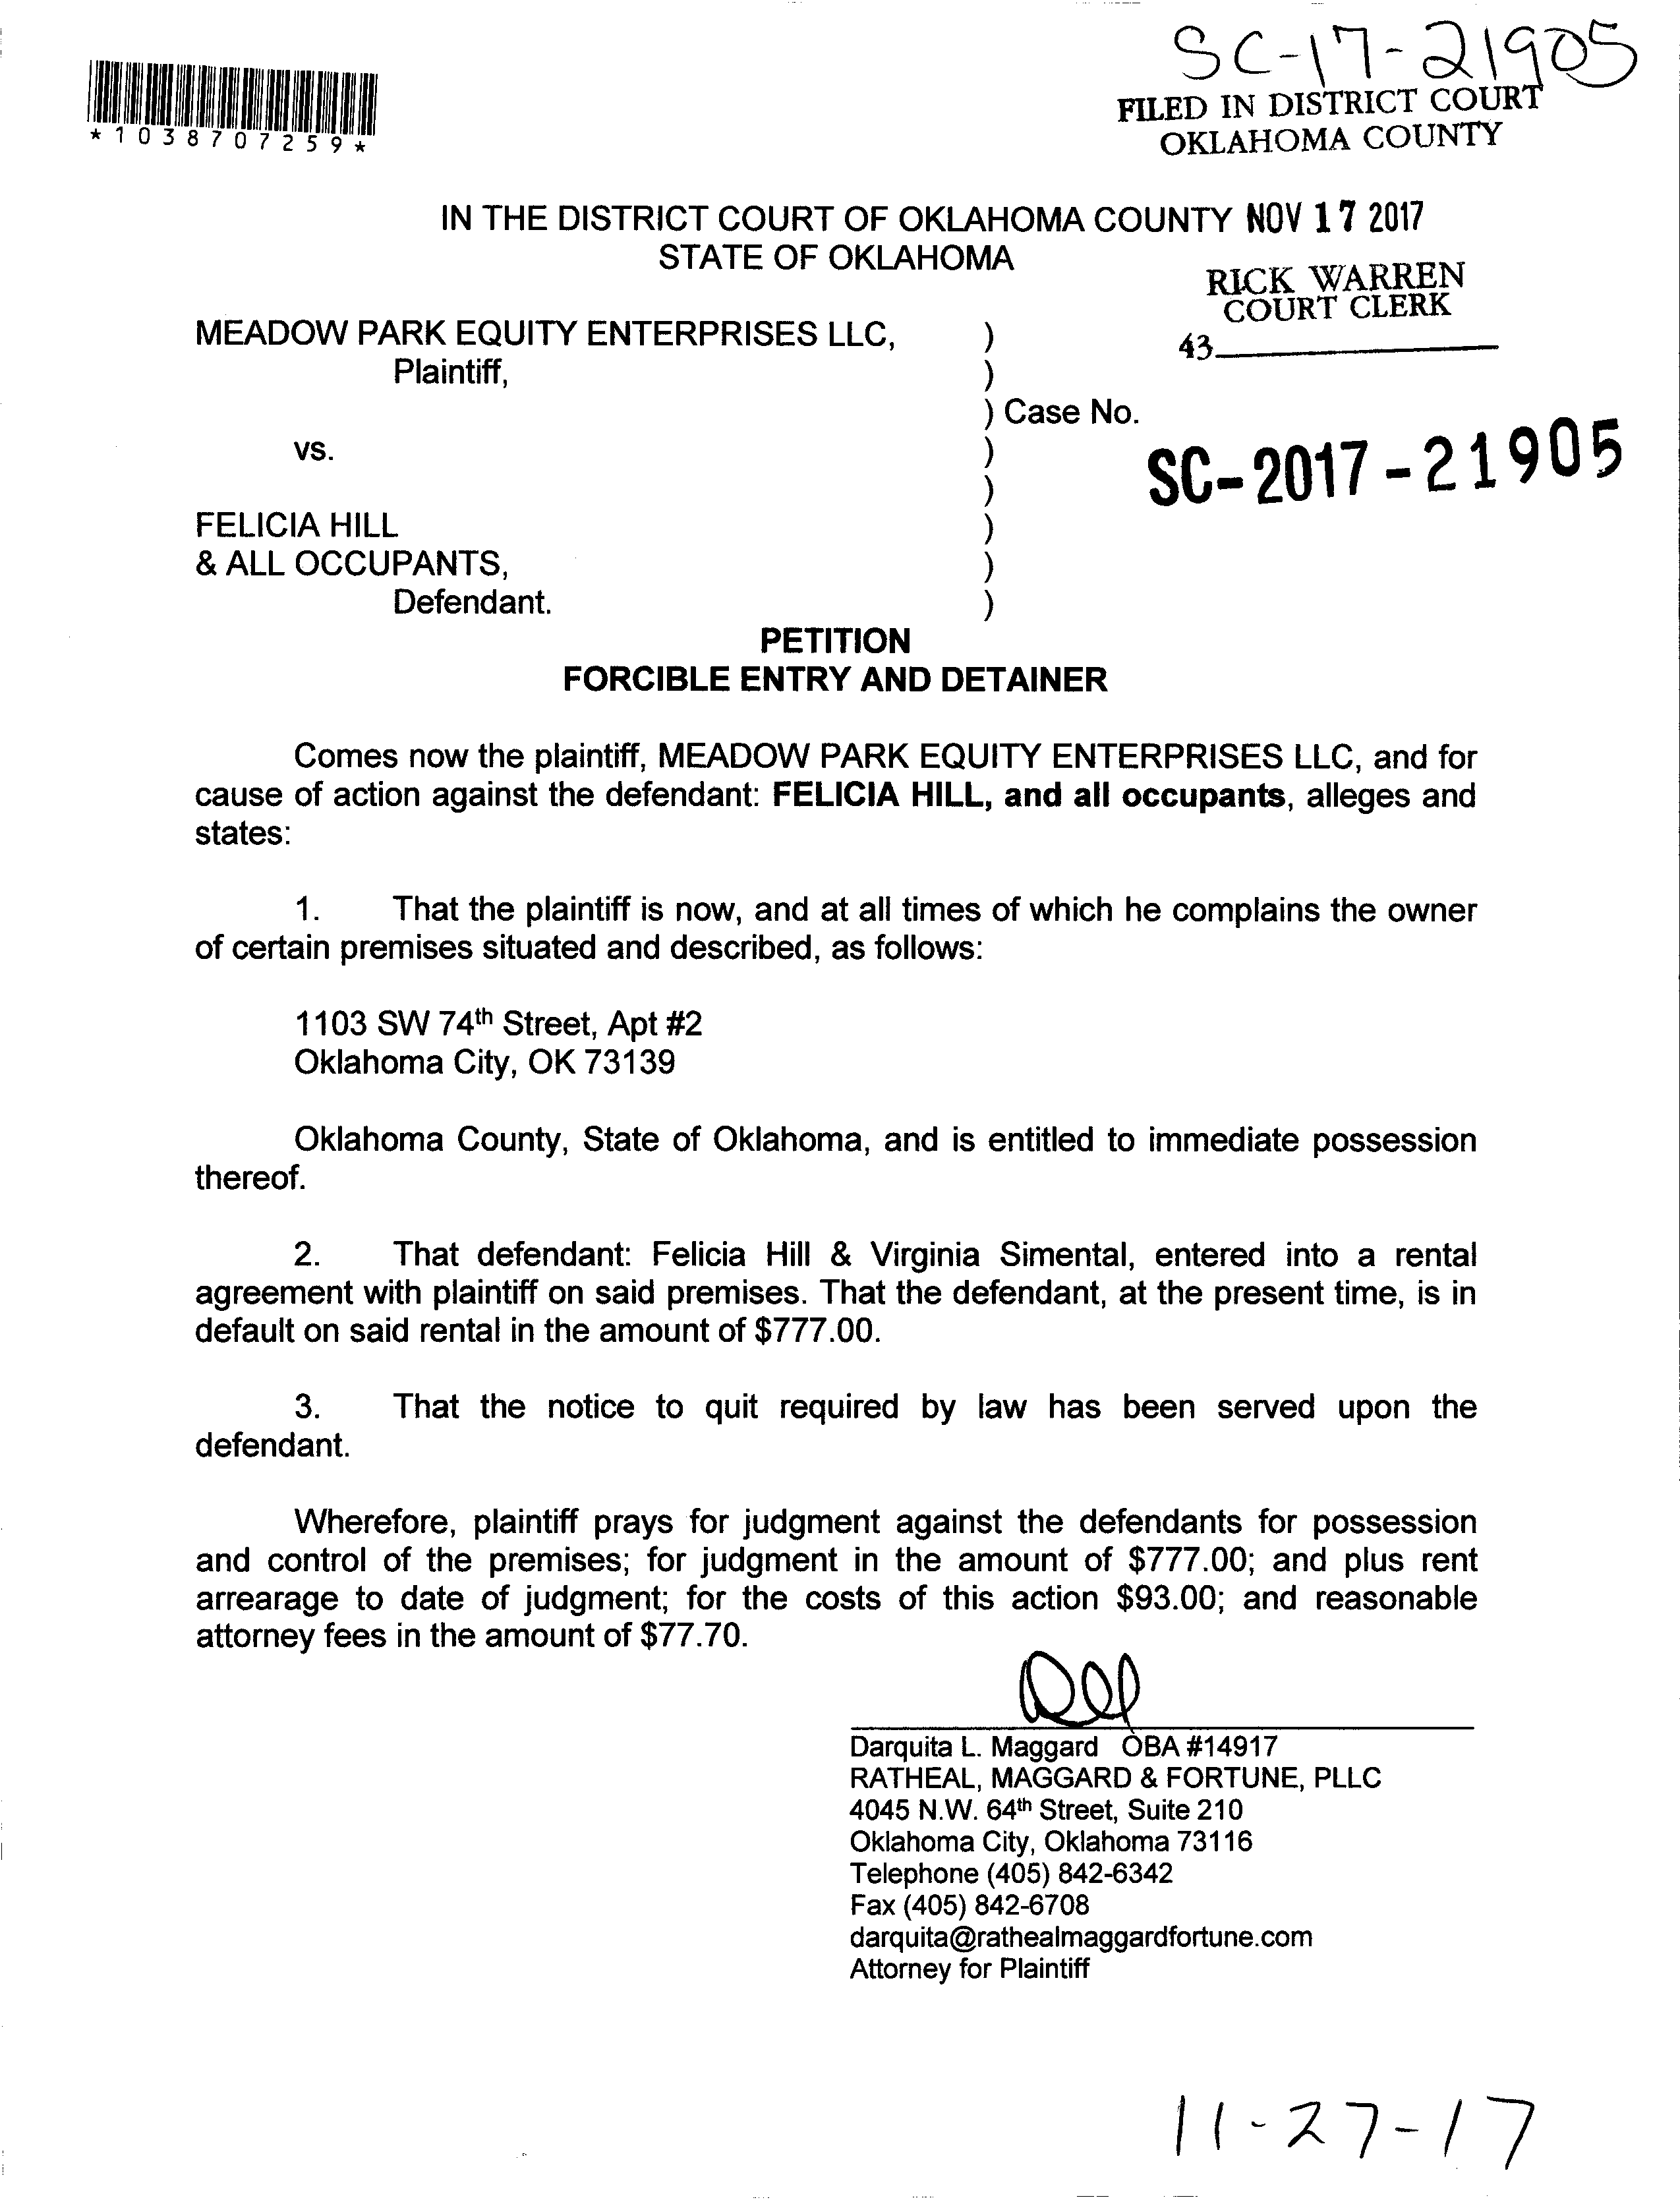 SC-17-21905
*1038707259*
FILED IN DISTRICT COURT
OKLAHOMA COUNTY
IN THE DISTRICT COURT OF OKLAHOMA COUNTY NOV 17 2017
STATE OF OKLAHOMA
RICK WARREN
COURT CLERK
43
MEADOW PARK EQUITY ENTERPRISES LLC, )
Plaintiff, )
) Case No.
vs. )
SC-2017-21905
)
FELICIA HILL )
& ALL OCCUPANTS, )
Defendant. )
PETITION
FORCIBLE ENTRY AND DETAINER
Comes now the plaintiff, MEADOW PARK EQUITY ENTERPRISES LLC, and for
cause of action against the defendant: FELICIA HILL, and all occupants, alleges and
states:
1. That the plaintiff is now, and at all times of which he complains the owner
of certain premises situated and described, as follows:
1103 SW 74th Street, Apt #2
Oklahoma City, OK 73139
Oklahoma County, State of Oklahoma, and is entitled to immediate possession
thereof.
2. That defendant: Felicia Hill & Virginia Simental, entered into a rental
agreement with plaintiff on said premises. That the defendant, at the present time, is in
default on said rental in the amount of $777.00.
3. That the notice to quit required by law has been served upon the
defendant.
Wherefore, plaintiff prays for judgment against the defendants for possession
and control of the premises; for judgment in the amount of $777.00; and plus rent
arrearage to date of judgment; for the costs of this action $93.00; and reasonable
attorney fees in the amount of $77.70.
Darquita L. Maggard OBA #14917
RATHEAL, MAGGARD & FORTUNE, PLLC
4045 N.W. 64th Street, Suite 210
Oklahoma City, Oklahoma 73116
Telephone (405) 842-6342
Fax (405) 842-6708
darquita@rathealmaggardfortune.com
Attorney for Plaintiff
11-27-17